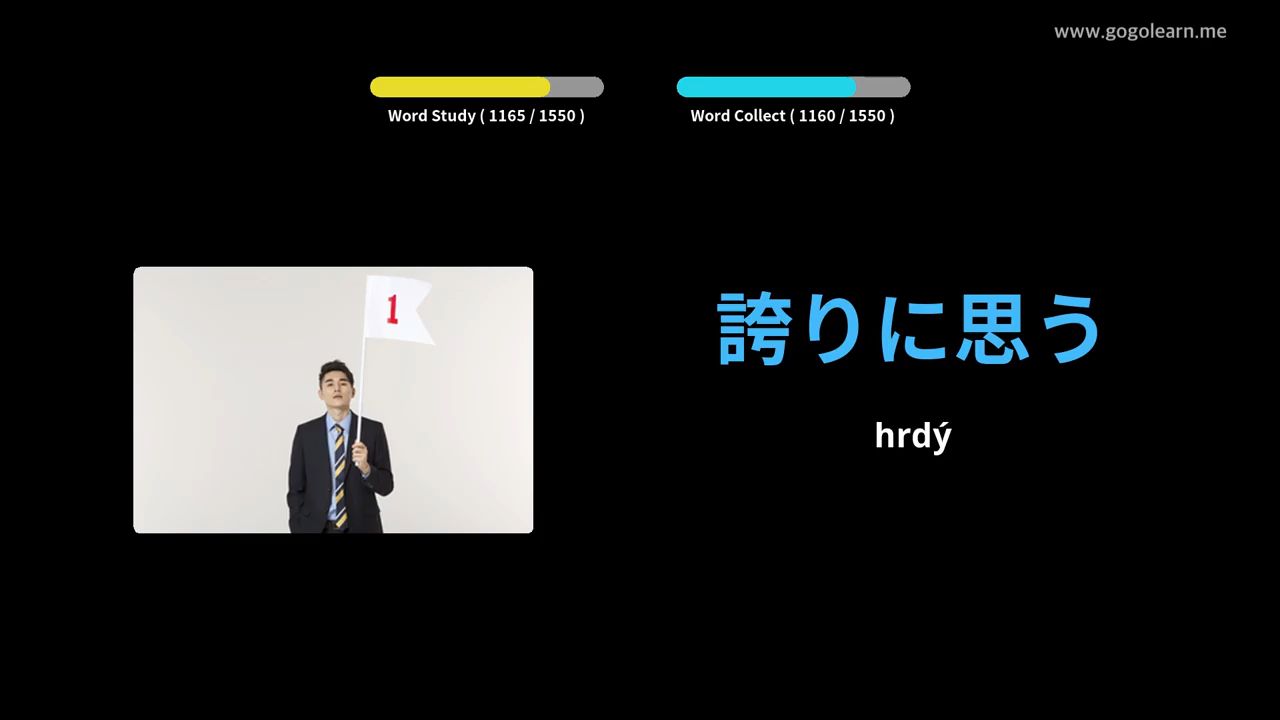 www.gogolearn.me
Word Study ( 1165 / 1550 )
Word Collect ( 1160 / 1550 )
1
誇りに思う
hrdý